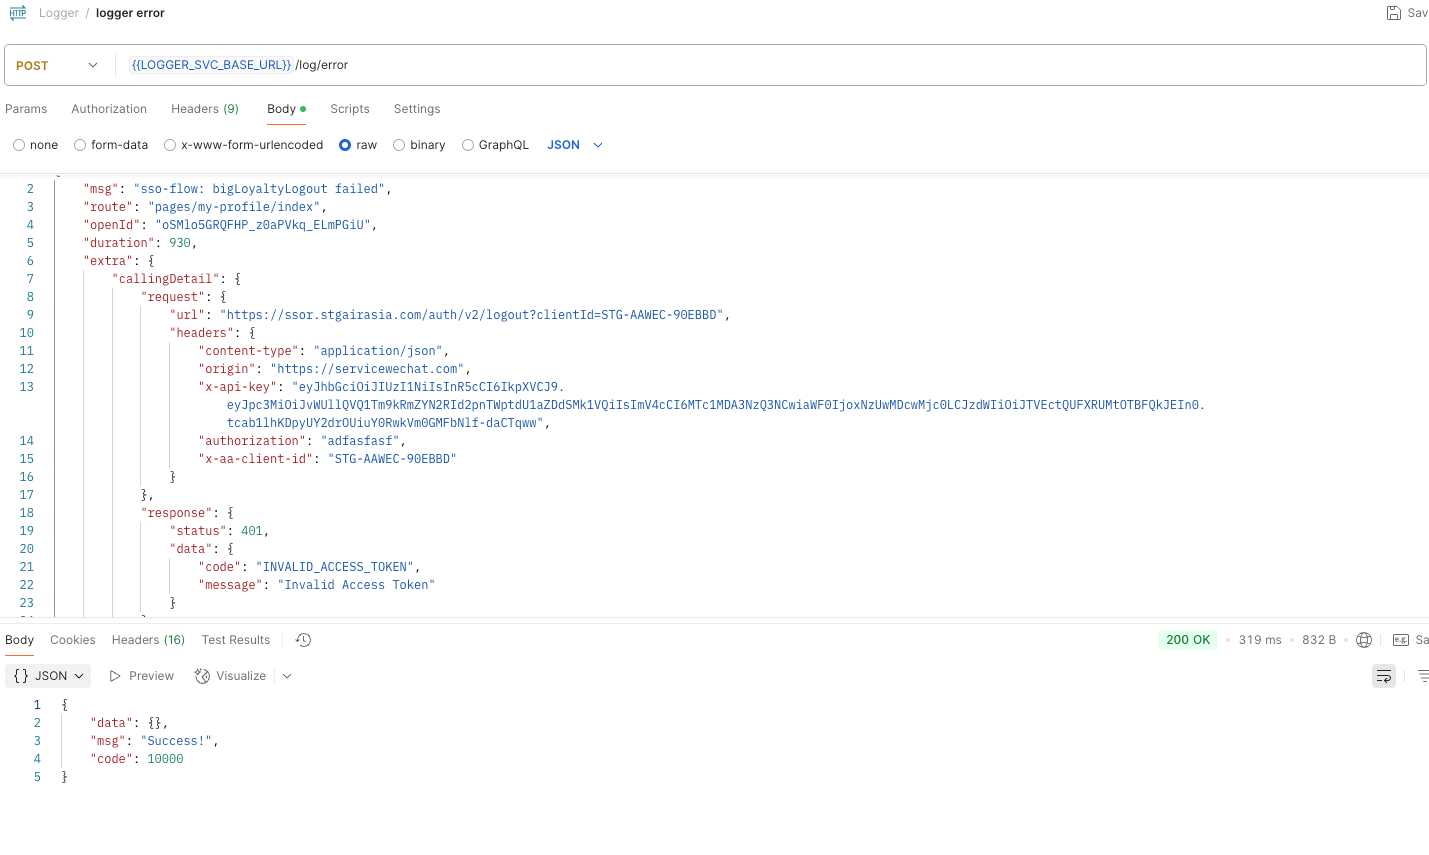 HTTP Logger / logger error Sav
POST {{LOGGER_SVC_BASE_URL}} /log/error
Params Authorization Headers (9) Body Scripts Settings
none form-data x-www-form-urlencoded raw binary GraphQL JSON
2 "msg": "sso-flow: bigLoyaltyLogout failed",
3 "route": "pages/my-profile/index",
4 "openId": "oSMlo5GRQFHP_z0aPVkq_ELmPGiU",
5 "duration": 930,
6 "extra": {
7 "callingDetail": {
8 "request": {
9 "url": "https://ssor.stgairasia.com/auth/v2/logout?clientId=STG-AAWEC-90EBBD",
10 "headers": {
11 "content-type": "application/json",
12 "origin": "https://servicewechat.com",
13 "x-api-key": "eyJhbGciOiJIUzI1NiIsInR5cCI6IkpXVCJ9.
eyJpc3MiOiJvWUllQVQ1Tm9kRmZYN2RId2pnTWptdU1aZDdSMk1VQiIsImV4cCI6MTc1MDA3NzQ3NCwiaWF0IjoxNzUwMDcwMjc0LCJzdWIiOiJTVEctQUFXRUMtOTBFQkJEIn0.
tcab1lhKDpyUY2drOUiuY0RwkVm0GMFbNlf-daCTqww",
14 "authorization": "adfasfasf",
15 "x-aa-client-id": "STG-AAWEC-90EBBD"
16 }
17 },
18 "response": {
19 "status": 401,
20 "data": {
21 "code": "INVALID_ACCESS_TOKEN",
22 "message": "Invalid Access Token"
23 }
Body Cookies Headers (16) Test Results 200 OK • 319 ms • 832 B • e.g. Sa
{} JSON Preview Visualize
1 {
2 "data": {},
3 "msg": "Success!",
4 "code": 10000
5 }